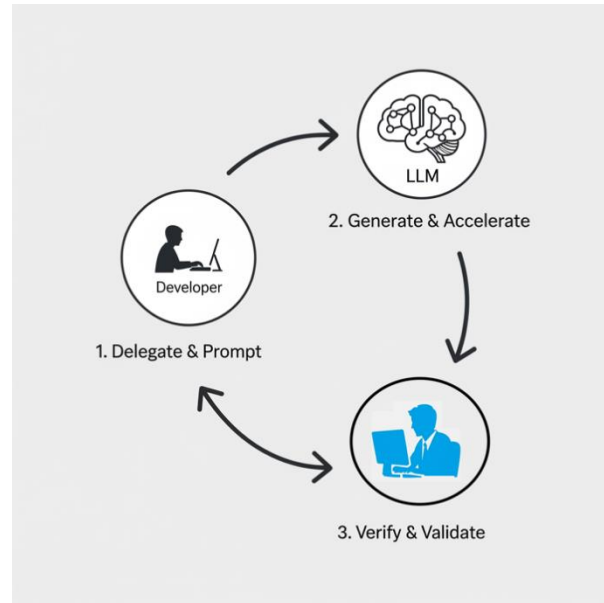 LLM
2. Generate & Accelerate
Developer
1. Delegate & Prompt
3. Verify & Validate